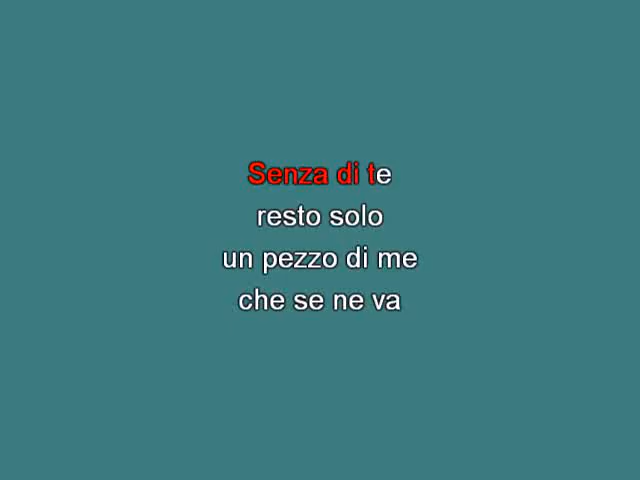 Senza di te
resto solo
un pezzo di me
che se ne va